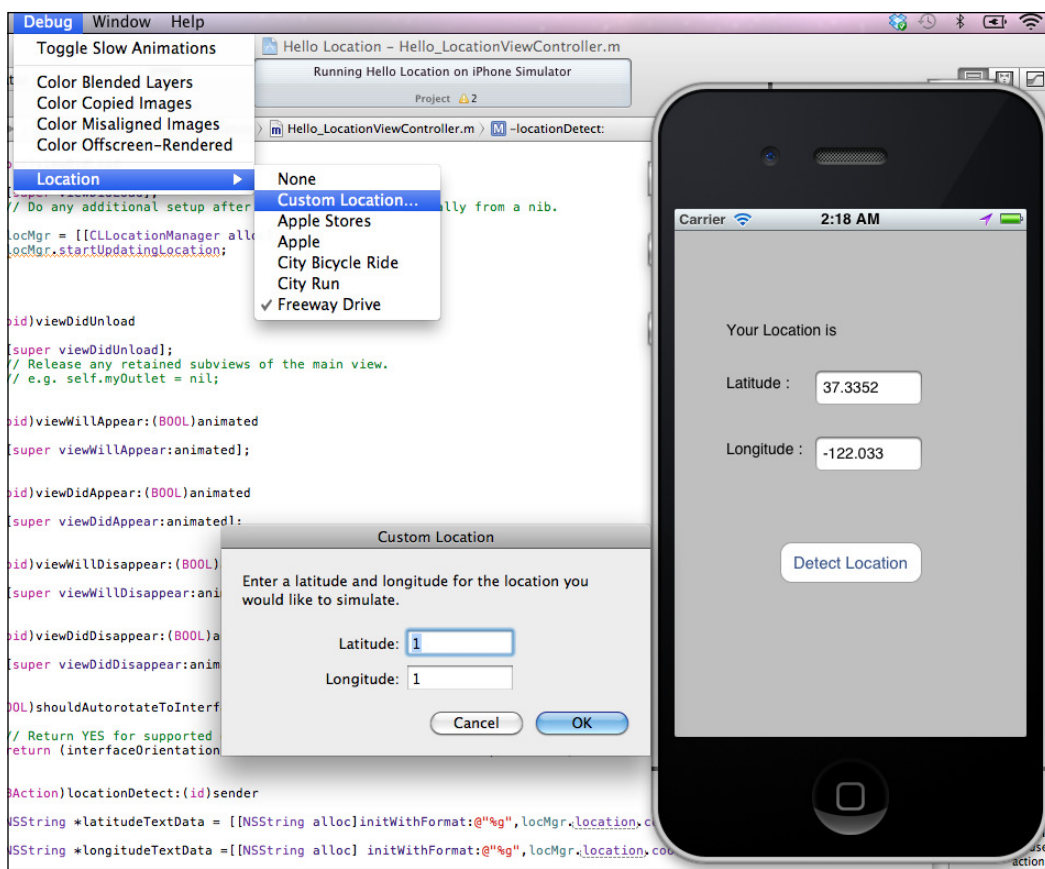 Debug Window Help
Toggle Slow Animations
Color Blended Layers
Color Copied Images
Color Misaligned Images
Color Offscreen-Rendered
Location
None
Custom Location...
Apple Stores
Apple
City Bicycle Ride
City Run
✓ Freeway Drive
Hello Location – Hello_LocationViewController.m
Running Hello Location on iPhone Simulator
Project 2
m Hello_LocationViewController.m M -locationDetect:
// Do any additional setup after ally from a nib.
locMgr = [[CLLocationManager
locMgr.startUpdatingLocation;
viewDidUnload
[super viewDidUnload];
// Release any retained subviews of the main view.
// e.g. self.myOutlet = nil;
viewWillAppear:(BOOL)animated
[super viewWillAppear:animated];
viewDidAppear:(BOOL)animated
[super viewDidAppear:animated];
viewWillDisappear:(BOOL)
[super viewWillDisappear:ani
viewDidDisappear:(BOOL)a
[super viewDidDisappear:anim
OOL)shouldAutorotateToInterf
// Return YES for supported
return (interfaceOrientation
BAction)locationDetect:(id)sender
NSString *latitudeTextData = [[NSString alloc]initWithFormat:@"%g",locMgr.location.co
NSString *longitudeTextData =[[NSString alloc] initWithFormat:@"%g",locMgr.location.coo
Custom Location
Enter a latitude and longitude for the location you
would like to simulate.
Latitude: 1
Longitude: 1
Cancel OK
Carrier 2:18 AM
Your Location is
Latitude : 37.3352
Longitude : -122.033
Detect Location
action